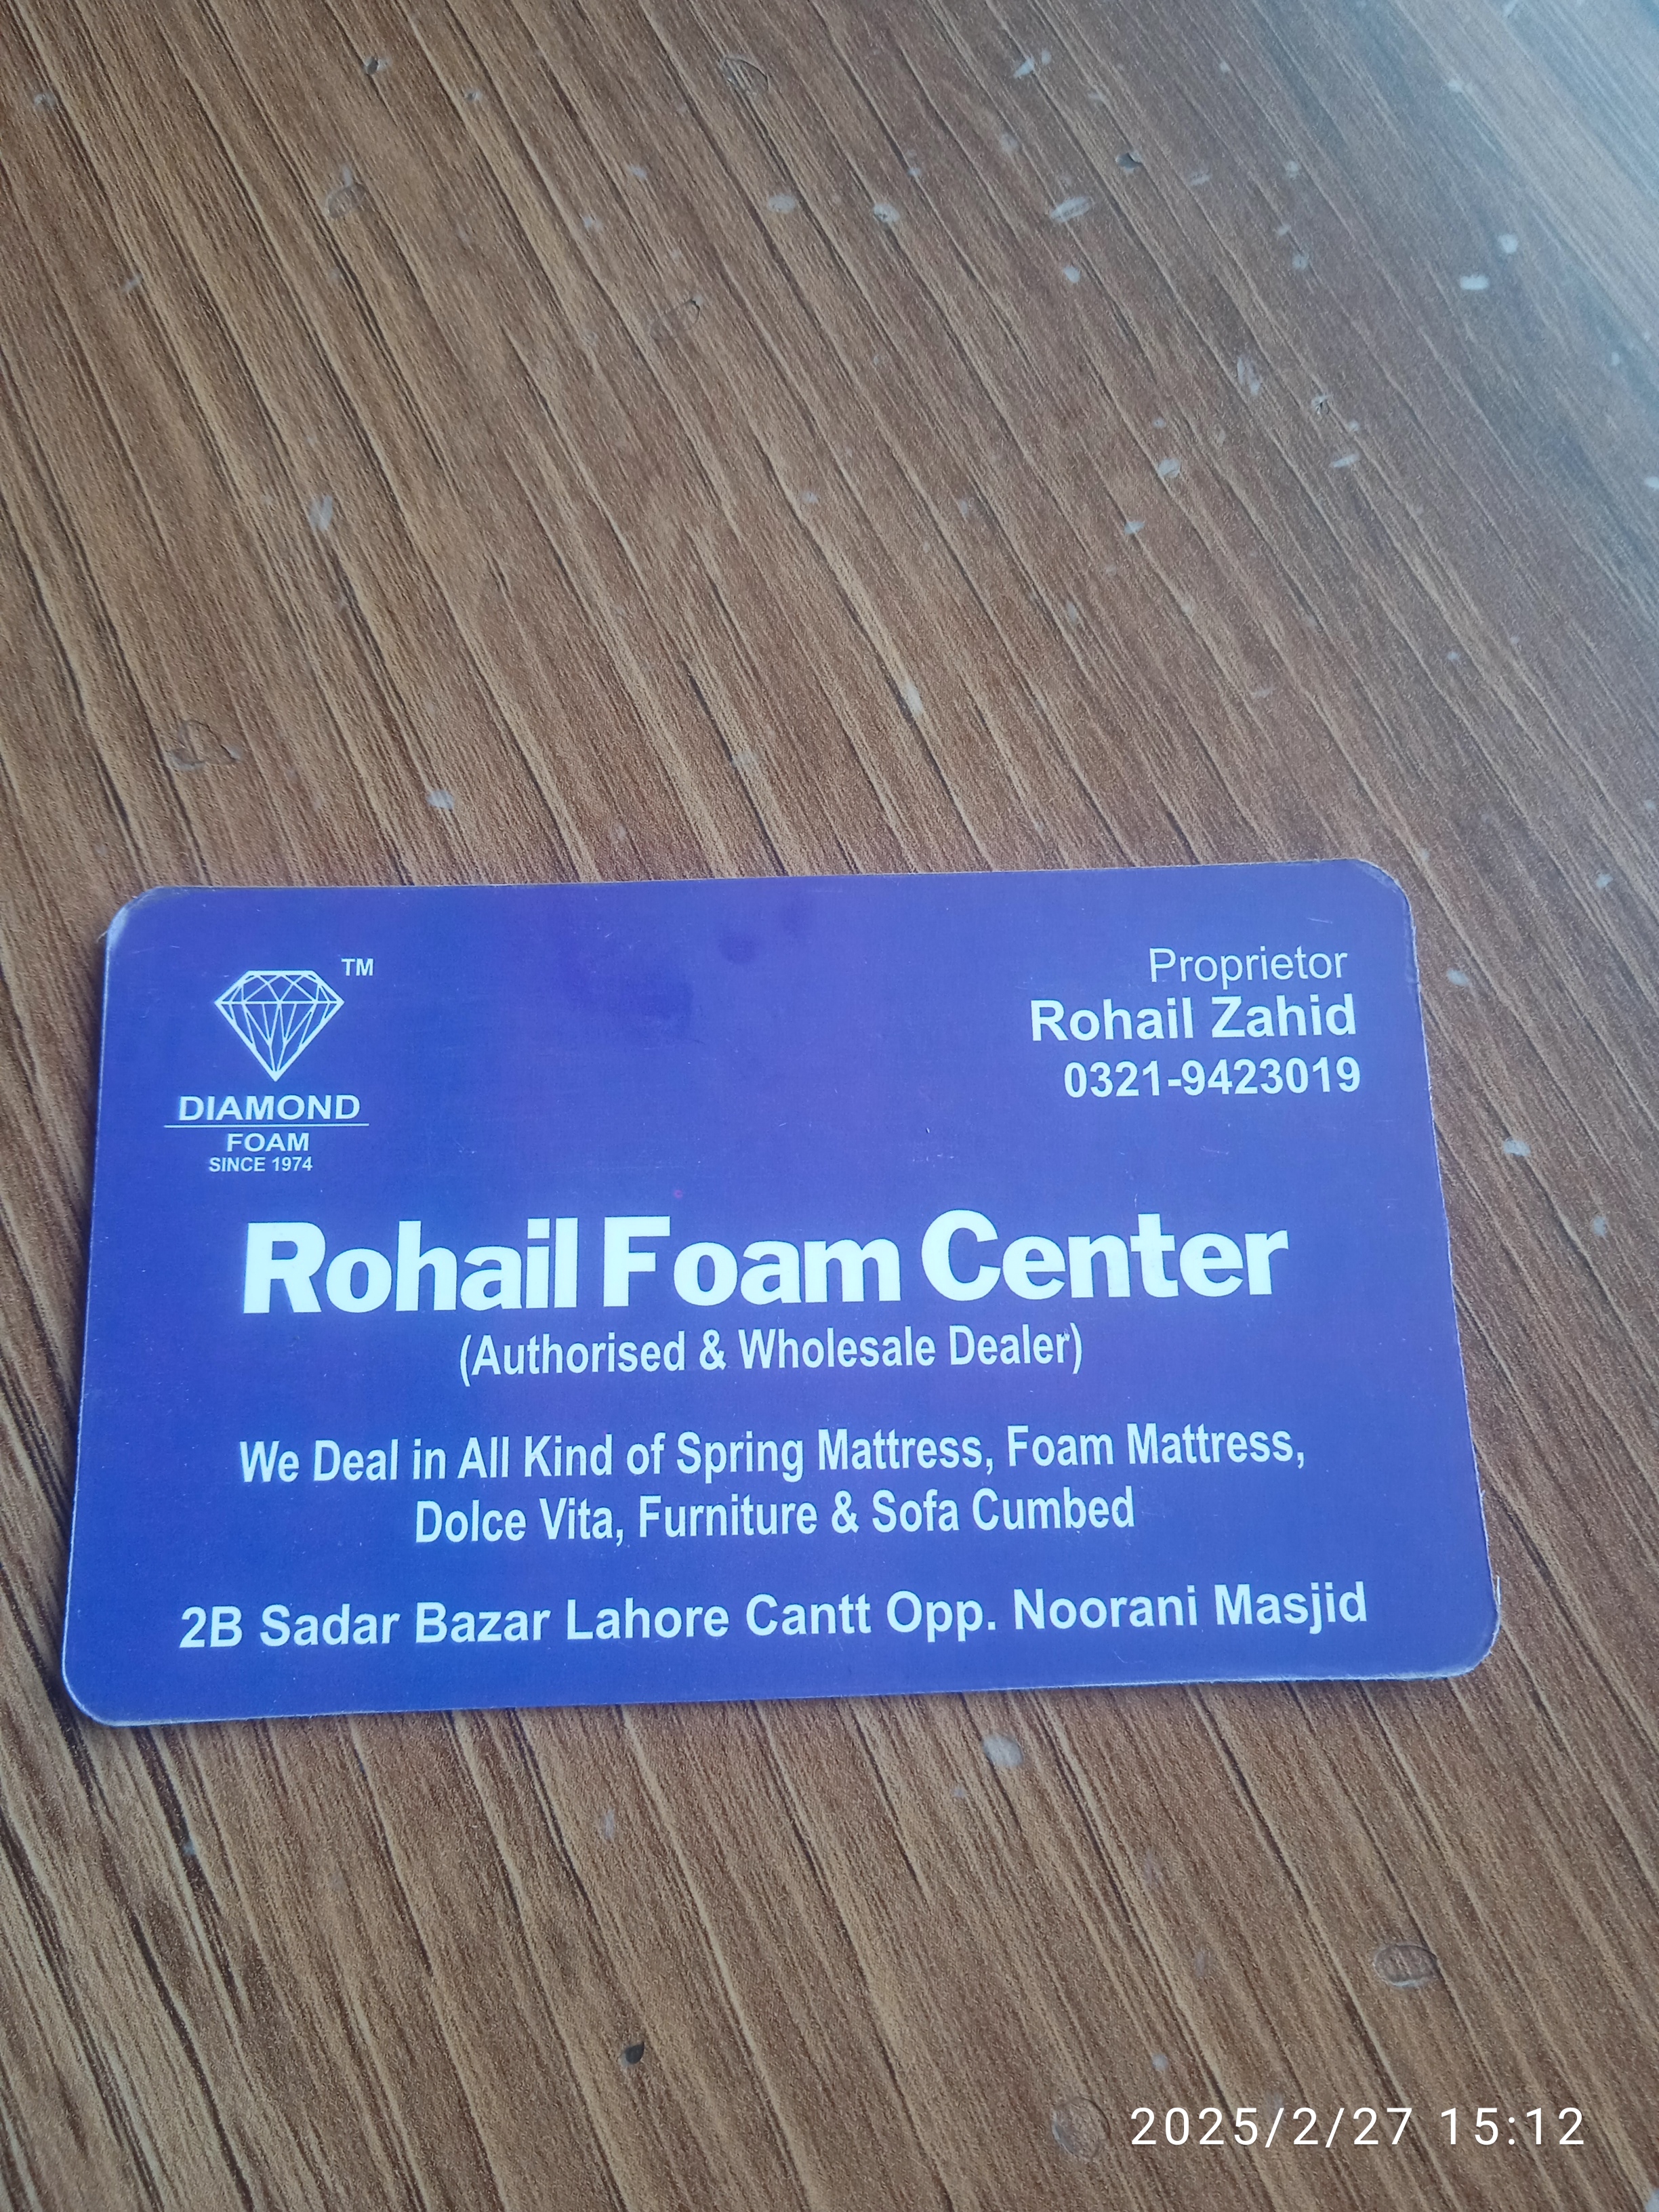 TM
DIAMOND
FOAM
SINCE 1974
Proprietor
Rohail Zahid
0321-9423019
Rohail Foam Center
(Authorised & Wholesale Dealer)
We Deal in All Kind of Spring Mattress, Foam Mattress,
Dolce Vita, Furniture & Sofa Cumbed
2B Sadar Bazar Lahore Cantt Opp. Noorani Masjid
2025/2/27 15:12